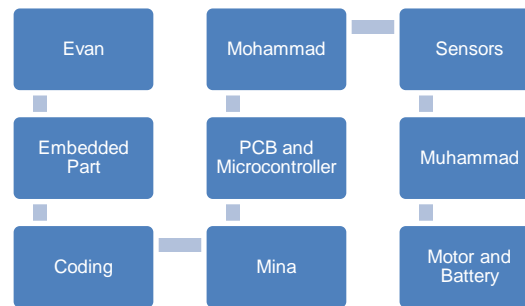 Evan
Embedded
Part
Coding
Mina
PCB and
Microcontroller
Mohammad
Sensors
Muhammad
Motor and
Battery